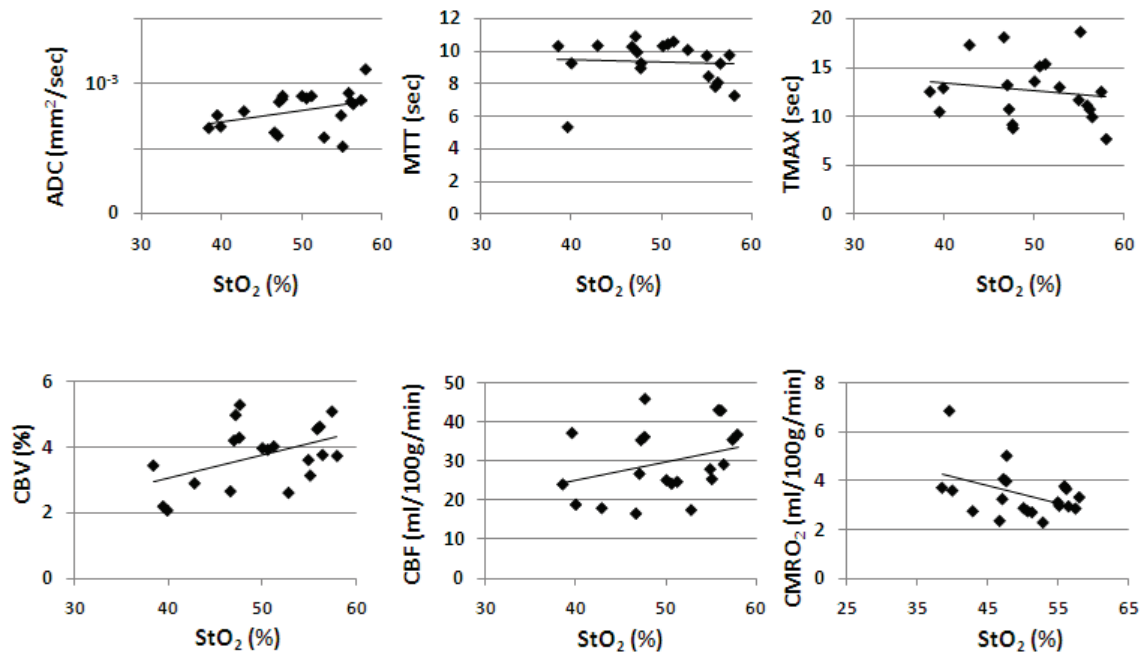 ADC (mm²/sec)
10⁻³
0
30 40 50 60
StO₂ (%)
MTT (sec)
12
10
8
6
4
2
0
30 40 50 60
StO₂ (%)
TMAX (sec)
20
15
10
5
0
30 40 50 60
StO₂ (%)
CBV (%)
6
4
2
0
30 40 50 60
StO₂ (%)
CBF (ml/100g/min)
50
40
30
20
10
0
30 40 50 60
StO₂ (%)
CMRO₂ (ml/100g/min)
8
6
4
2
0
25 35 45 55 65
StO₂ (%)